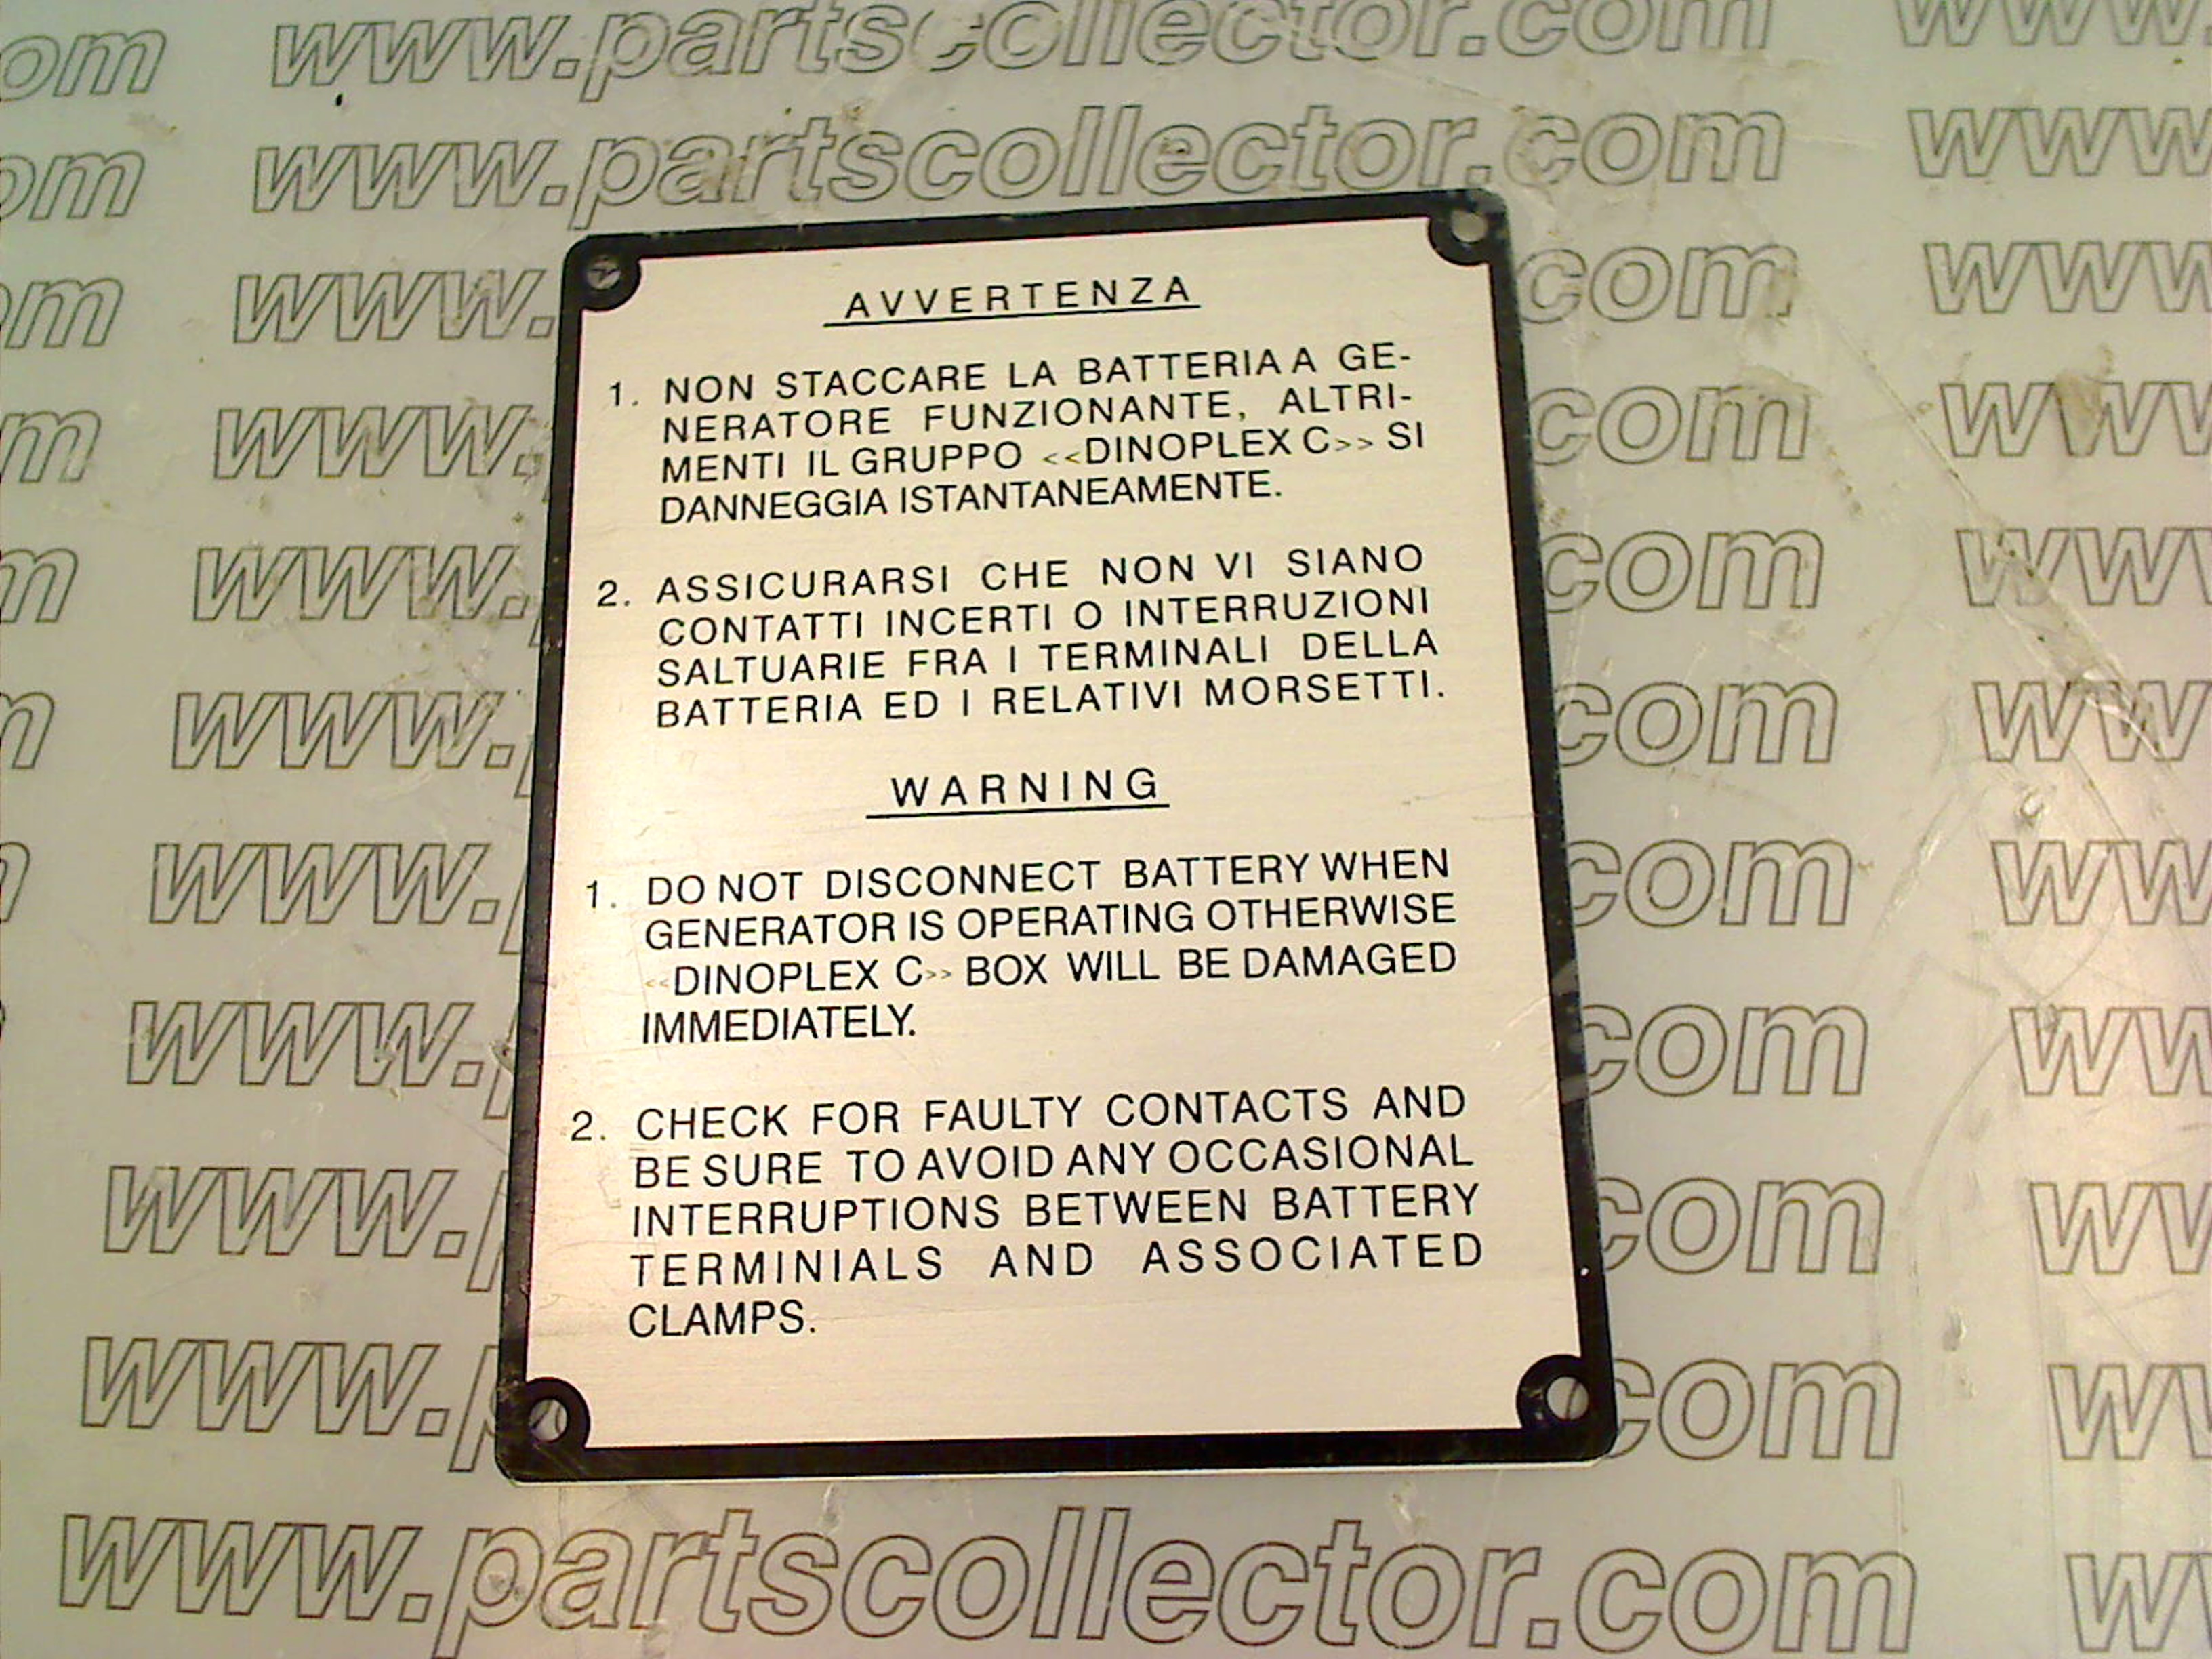 www.partscollector.com
www.partscollector.com
AVVERTENZA
1. NON STACCARE LA BATTERIA A GE-
NERATORE FUNZIONANTE, ALTRI-
MENTI IL GRUPPO <<DINOPLEX C>> SI
DANNEGGIA ISTANTANEAMENTE.
2. ASSICURARSI CHE NON VI SIANO
CONTATTI INCERTI O INTERRUZIONI
SALTUARIE FRA I TERMINALI DELLA
BATTERIA ED I RELATIVI MORSETTI.
WARNING
1. DO NOT DISCONNECT BATTERY WHEN
GENERATOR IS OPERATING OTHERWISE
<<DINOPLEX C>> BOX WILL BE DAMAGED
IMMEDIATELY.
2. CHECK FOR FAULTY CONTACTS AND
BE SURE TO AVOID ANY OCCASIONAL
INTERRUPTIONS BETWEEN BATTERY
TERMINIALS AND ASSOCIATED
CLAMPS.
www.partscollector.com